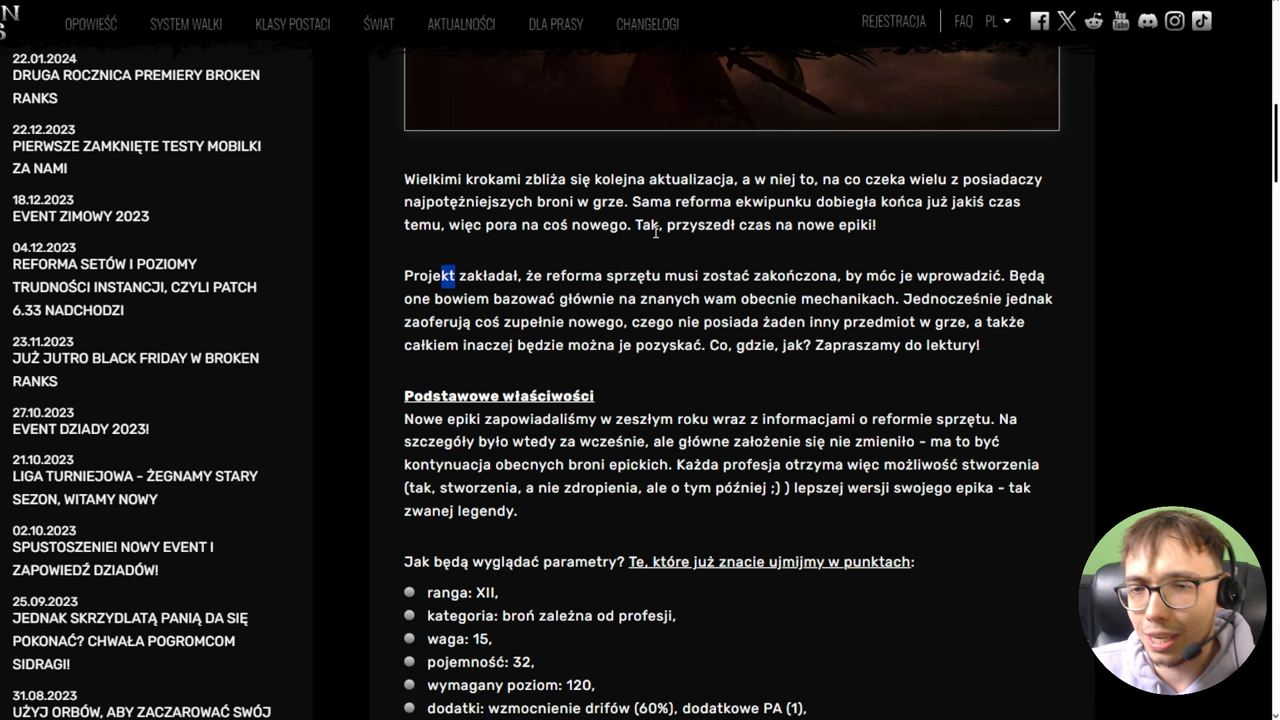 N
S
OPOWIEŚĆ SYSTEM WALKI KLASY POSTACI ŚWIAT AKTUALNOŚCI DLA PRASY CHANGELOGI REJESTRACJA FAQ PL
You Tube
22.01.2024
DRUGA ROCZNICA PREMIERY BROKEN
RANKS
22.12.2023
PIERWSZE ZAMKNIĘTE TESTY MOBILKI
ZA NAMI
18.12.2023
EVENT ZIMOWY 2023
04.12.2023
REFORMA SETÓW I POZIOMY
TRUDNOŚCI INSTANCJI, CZYLI PATCH
6.33 NADCHODZI
23.11.2023
JUŻ JUTRO BLACK FRIDAY W BROKEN
RANKS
27.10.2023
EVENT DZIADY 2023!
21.10.2023
LIGA TURNIEJOWA - ŻEGNAMY STARY
SEZON, WITAMY NOWY
02.10.2023
SPUSTOSZENIE! NOWY EVENT I
ZAPOWIEDŹ DZIADÓW!
25.09.2023
JEDNAK SKRZYDLATĄ PANIĄ DA SIĘ
POKONAĆ? CHWAŁA POGROMCOM
SIDRAGI!
31.08.2023
UŻYJ ORBÓW, ABY ZACZAROWAĆ SWÓJ
Wielkimi krokami zbliża się kolejna aktualizacja, a w niej to, na co czeka wielu z posiadaczy
najpotężniejszych broni w grze. Sama reforma ekwipunku dobiegła końca już jakiś czas
temu, więc pora na coś nowego. Tak, przyszedł czas na nowe epiki!
Projekt zakładał, że reforma sprzętu musi zostać zakończona, by móc je wprowadzić. Będą
one bowiem bazować głównie na znanych wam obecnie mechanikach. Jednocześnie jednak
zaoferują coś zupełnie nowego, czego nie posiada żaden inny przedmiot w grze, a także
całkiem inaczej będzie można je pozyskać. Co, gdzie, jak? Zapraszamy do lektury!
Podstawowe właściwości
Nowe epiki zapowiadaliśmy w zeszłym roku wraz z informacjami o reformie sprzętu. Na
szczegóły było wtedy za wcześnie, ale główne założenie się nie zmieniło - ma to być
kontynuacja obecnych broni epickich. Każda profesja otrzyma więc możliwość stworzenia
(tak, stworzenia, a nie zdropienia, ale o tym później ;) ) lepszej wersji swojego epika - tak
zwanej legendy.
Jak będą wyglądać parametry? Te, które już znacie ujmijmy w punktach:
ranga: XII,
kategoria: broń zależna od profesji,
waga: 15,
pojemność: 32,
wymagany poziom: 120,
dodatki: wzmocnienie drifów (60%), dodatkowe PA (1),